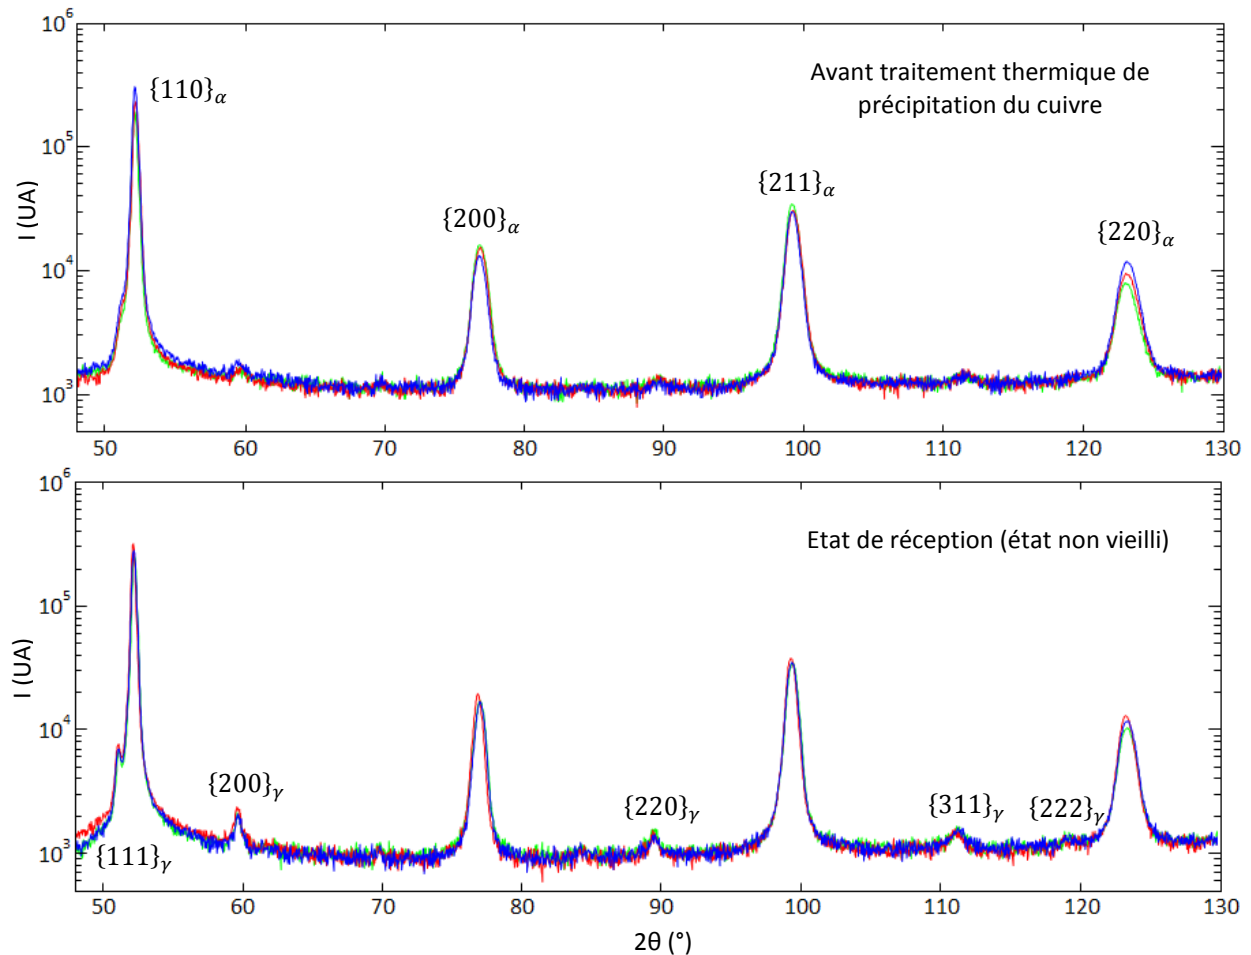 10^6
Avant traitement thermique de
précipitation du cuivre
{110}α
10^5
I (UA)
{211}α
{200}α
{220}α
10^4
10^3
50 60 70 80 90 100 110 120 130
10^6
Etat de réception (état non vieilli)
10^5
I (UA)
10^4
{200}γ
{220}γ
{311}γ
{222}γ
10^3
{111}γ
50 60 70 80 90 100 110 120 130
2θ (°)